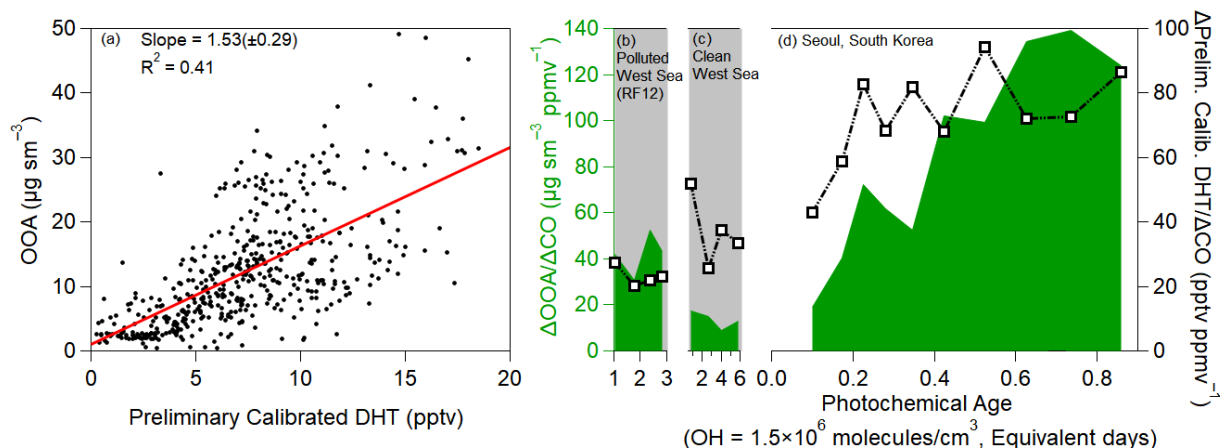 (a)
Slope = 1.53(±0.29)
R² = 0.41
50
40
30
20
10
0
OOA (µg sm⁻³)
0 5 10 15 20
Preliminary Calibrated DHT (pptv)
140
120
100
80
60
40
20
0
ΔOOA/ΔCO (µg sm⁻³ ppmv⁻¹)
(b)
Polluted
West Sea
(RF12)
1 2 3
(c)
Clean
West Sea
2 4 6
(d) Seoul, South Korea
0.0 0.2 0.4 0.6 0.8
Photochemical Age
(OH = 1.5×10⁶ molecules/cm³, Equivalent days)
100
80
60
40
20
0
ΔPrelim. Calib. DHT/ΔCO
(pptv ppmv⁻¹)